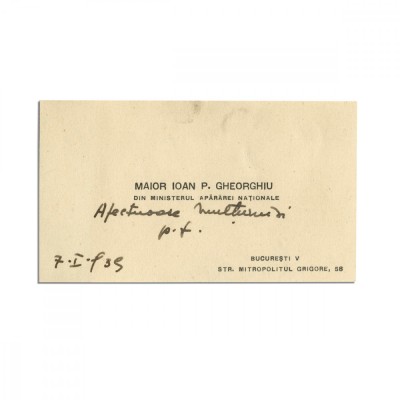 MAIOR IOAN P. GHEORGHIU
DIN MINISTERUL APĂRĂREI NAȚIONALE
Afectuoase mulțumiri
p.f.
7.I.939
BUCUREȘTI V
STR. MITROPOLITUL GRIGORE, 58